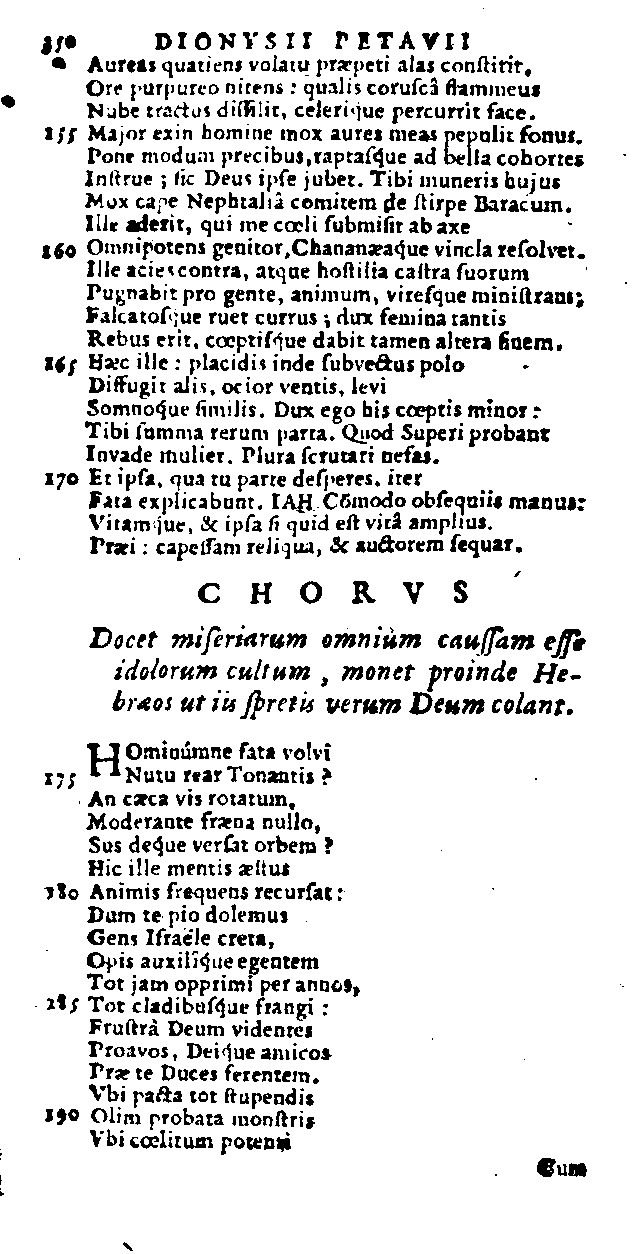 350 DIONYSII PETAVII
Aureas quatiens volatu præpeti alas conſtitit,
Ore purpureo nitens : qualis coruſcâ flammeus
Nube tractus diſſilit, celerique percurrit face.
155 Major exin homine mox aures meas pepulit ſonus.
Pone modum precibus,raptaſque ad bella cohortes
Inſtrue ; ſic Deus ipſe jubet. Tibi muneris hujus
Mox cape Nephtaliâ comitem de ſtirpe Baracum.
Ille aderit, qui me cœli ſubmiſit ab axe
160 Omnipotens genitor,Chananæaque vincla reſolvet.
Ille acies contra, atque hoſtilia caſtra ſuorum
Pugnabit pro gente, animum, vireſque miniſtrans;
Falcatoſque ruet currus ; dux femina tantis
Rebus erit, cœptiſque dabit tamen altera finem.
165 Hæc ille : placidis inde ſubvectus polo
Diffugit alis, ocior ventis, levi
Somnoque ſimilis. Dux ego his cœptis minor :
Tibi ſumma rerum parta. Quod Superi probant
Invade mulier. Plura ſcrutari nefas.
170 Et ipſa, qua tu parte deſperes, iter
Fata explicabunt. IAH. Cōmodo obſequiis manus:
Vitamque, & ipſa ſi quid eſt vitâ amplius.
Præi : capeſſam reliqua, & auctorem ſequar.
CHORVS
Docet miſeriarum omnium cauſſam eſſe
idolorum cultum , monet proinde He-
bræos ut iis ſpretis verum Deum colant.
HOminúmne fata volvi
175 Nutu rear Tonantis ?
An cæca vis rotatum,
Moderante fræna nullo,
Sus deque verſat orbem ?
Hic ille mentis æſtus
180 Animis frequens recurſat :
Dum te pio dolemus
Gens Iſraéle creta,
Opis auxilîque egentem
Tot jam opprimi per annos,
185 Tot cladibuſque frangi :
Fruſtrà Deum videntes
Proavos, Deique amicos
Præ te Duces ferentem.
Vbi pacta tot ſtupendis
190 Olim probata monſtris
Vbi cœlitum potens
Cum